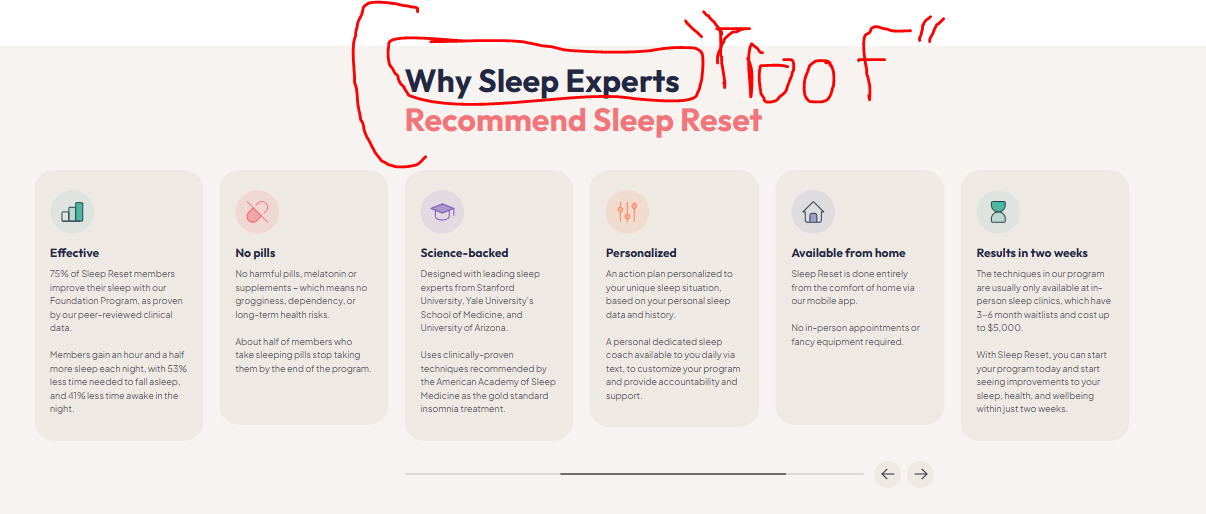 "Proof"
Why Sleep Experts
Recommend Sleep Reset
Effective
75% of Sleep Reset members
improve their sleep with our
Foundation Program, as proven
by our peer-reviewed clinical
data.
Members gain an hour and a half
more sleep each night, with 53%
less time needed to fall asleep,
and 41% less time awake in the
night.
No pills
No harmful pills, melatonin or
supplements – which means no
grogginess, dependency, or
long-term health risks.
About half of members who
take sleeping pills stop taking
them by the end of the program.
Science-backed
Designed with leading sleep
experts from Stanford
University, Yale University's
School of Medicine, and
University of Arizona.
Uses clinically-proven
techniques recommended by
the American Academy of Sleep
Medicine as the gold standard
insomnia treatment.
Personalized
An action plan personalized to
your unique sleep situation,
based on your personal sleep
data and history.
A personal dedicated sleep
coach available to you daily via
text, to customize your program
and provide accountability and
support.
Available from home
Sleep Reset is done entirely
from the comfort of home via
our mobile app.
No in-person appointments or
fancy equipment required.
Results in two weeks
The techniques in our program
are usually only available at in-
person sleep clinics, which have
3–6 month waitlists and cost up
to $5,000.
With Sleep Reset, you can start
your program today and start
seeing improvements to your
sleep, health, and wellbeing
within just two weeks.